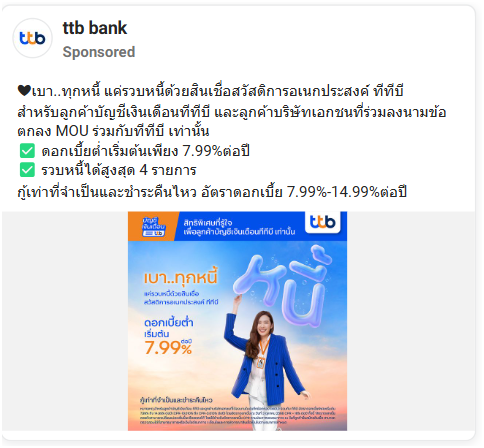 ttb bank
Sponsored
ttb
🖤เบา..ทุกหนี้ แค่รวบหนี้ด้วยสินเชื่อสวัสดิการอเนกประสงค์ ทีทีบี
สำหรับลูกค้าบัญชีเงินเดือนทีทีบี และลูกค้าบริษัทเอกชนที่ร่วมลงนามข้อ
ตกลง MOU ร่วมกับทีทีบี เท่านั้น
✅ ดอกเบี้ยต่ำเริ่มต้นเพียง 7.99%ต่อปี
✅ รวบหนี้ได้สูงสุด 4 รายการ
กู้เท่าที่จำเป็นและชำระคืนไหว อัตราดอกเบี้ย 7.99%-14.99%ต่อปี
บัญชี
เงินเดือน
ttb
สิทธิพิเศษที่รู้ใจ
เพื่อลูกค้าบัญชีเงินเดือนทีทีบี เท่านั้น
ttb
หนี้
เบา..ทุกหนี้
แค่รวบหนี้ด้วยสินเชื่อ
สวัสดิการอเนกประสงค์ ทีทีบี
ดอกเบี้ยต่ำ
เริ่มต้น
7.99% ต่อปี
กู้เท่าที่จำเป็นและชำระคืนไหว